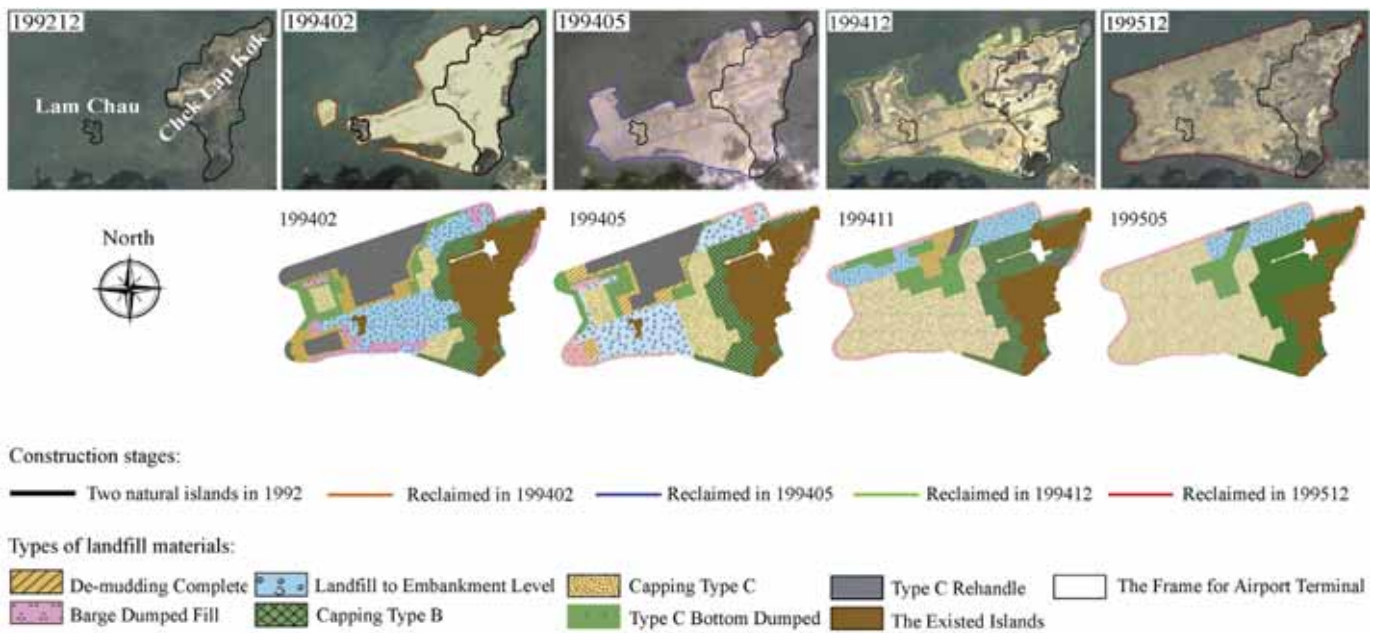 199212
199402
199405
199412
199512
Lam Chau
Chek Lap Kok
North
199402
199405
199411
199505
Construction stages:
Two natural islands in 1992
Reclaimed in 199402
Reclaimed in 199405
Reclaimed in 199412
Reclaimed in 199512
Types of landfill materials:
De-mudding Complete
Landfill to Embankment Level
Capping Type C
Type C Rehandle
The Frame for Airport Terminal
Barge Dumped Fill
Capping Type B
Type C Bottom Dumped
The Existed Islands